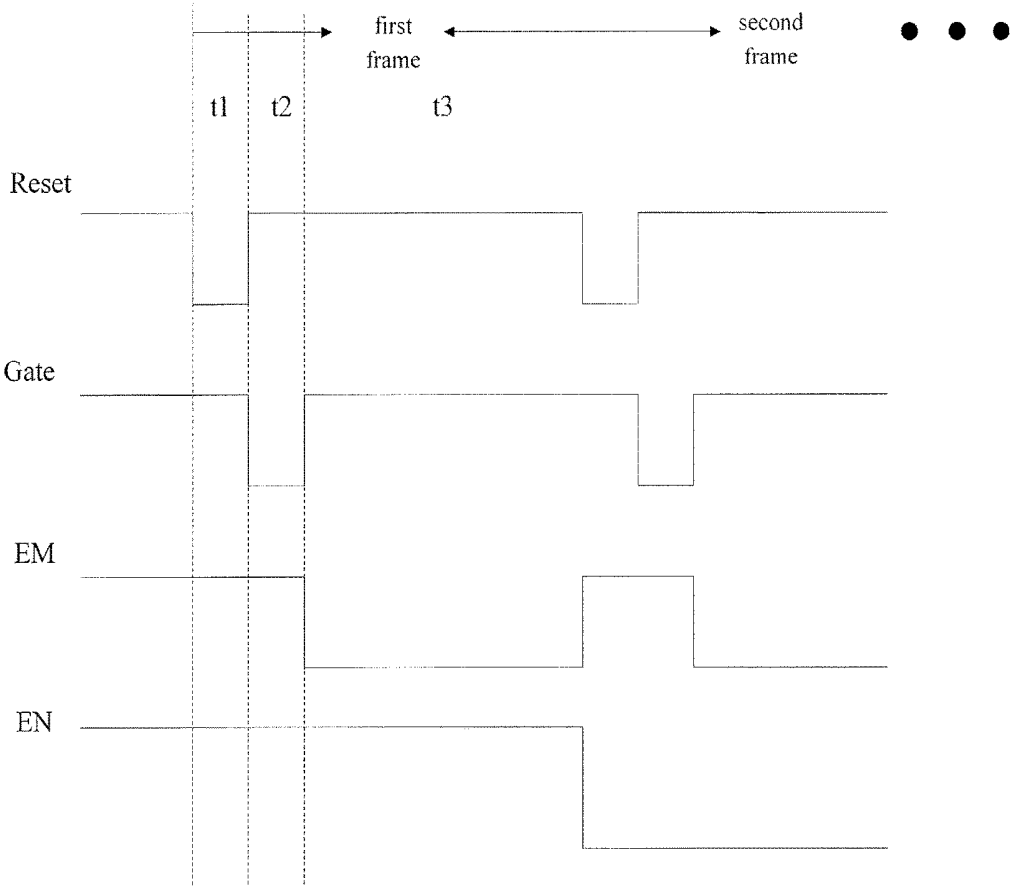 first
frame
second
frame
t1
t2
t3
Reset
Gate
EM
EN